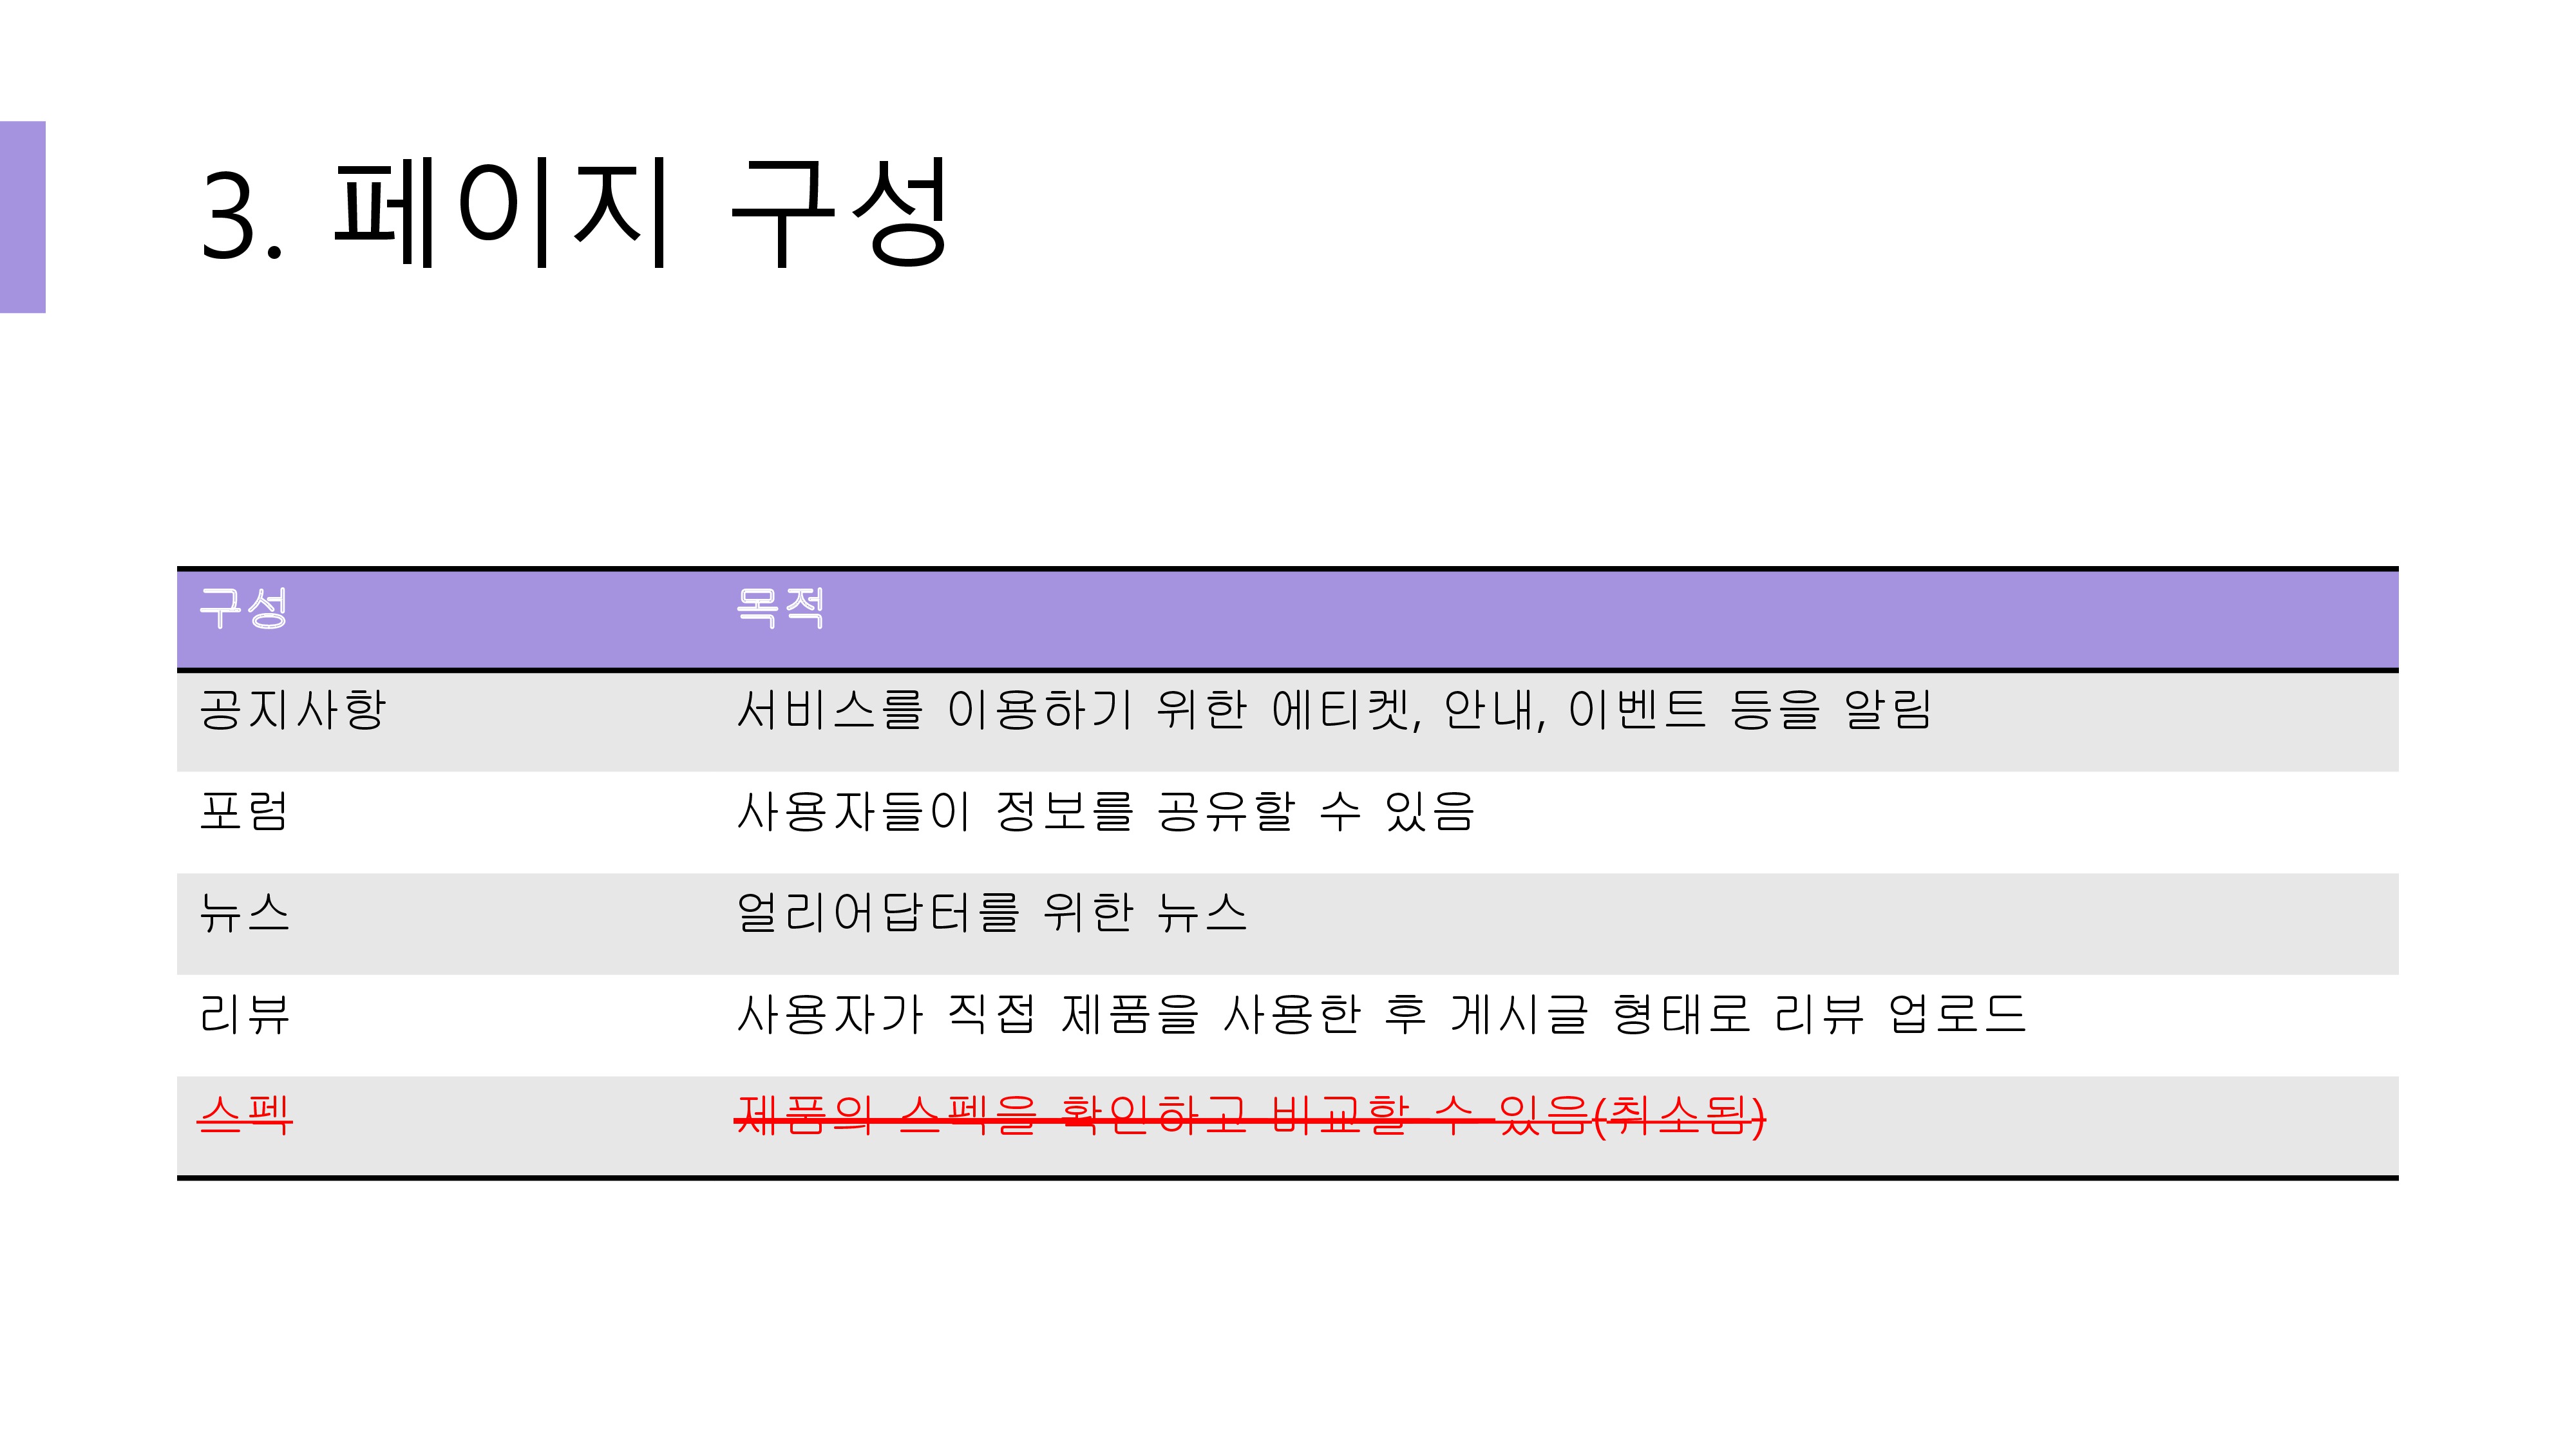 3. 페이지 구성
구성 목적
공지사항 서비스를 이용하기 위한 에티켓, 안내, 이벤트 등을 알림
포럼 사용자들이 정보를 공유할 수 있음
뉴스 얼리어답터를 위한 뉴스
리뷰 사용자가 직접 제품을 사용한 후 게시글 형태로 리뷰 업로드
스펙 제품의 스펙을 확인하고 비교할 수 있음(취소됨)